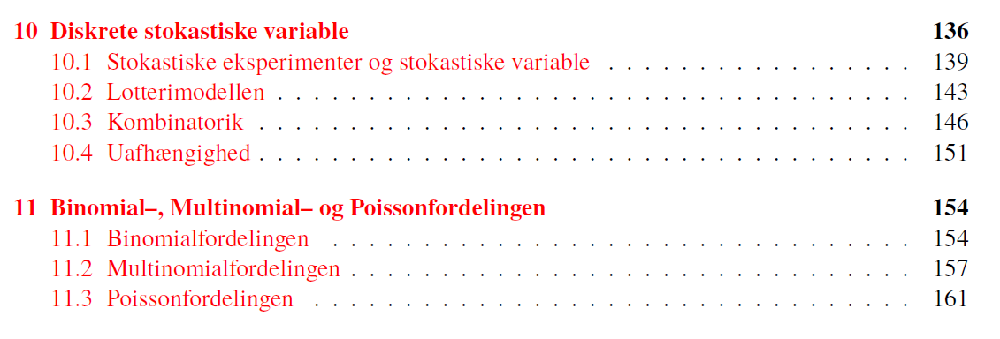 10 Diskrete stokastiske variable 136
10.1 Stokastiske eksperimenter og stokastiske variable . . . . . . . . . . . . . . . . . 139
10.2 Lotterimodellen . . . . . . . . . . . . . . . . . . . . . . . . . . . . . . . . . . . . . . 143
10.3 Kombinatorik . . . . . . . . . . . . . . . . . . . . . . . . . . . . . . . . . . . . . . . 146
10.4 Uafhængighed . . . . . . . . . . . . . . . . . . . . . . . . . . . . . . . . . . . . . . . 151
11 Binomial–, Multinomial– og Poissonfordelingen 154
11.1 Binomialfordelingen . . . . . . . . . . . . . . . . . . . . . . . . . . . . . . . . . . . 154
11.2 Multinomialfordelingen . . . . . . . . . . . . . . . . . . . . . . . . . . . . . . . . . 157
11.3 Poissonfordelingen . . . . . . . . . . . . . . . . . . . . . . . . . . . . . . . . . . . . 161